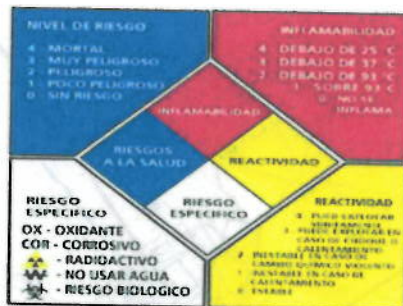 NIVEL DE RIESGO
4 - MORTAL
3 - MUY PELIGROSO
2 - PELIGROSO
1 - POCO PELIGROSO
0 - SIN RIESGO
INFLAMABILIDAD
4 - DEBAJO DE 25 °C
3 - DEBAJO DE 37 °C
2 - DEBAJO DE 93 °C
1 - SOBRE 93 °C
0 - NO SE
INFLAMA
INFLAMABILIDAD
RIESGOS
A LA SALUD
REACTIVIDAD
RIESGO
ESPECIFICO
RIESGO
ESPECIFICO
OX - OXIDANTE
COR - CORROSIVO
- RADIACTIVO
- NO USAR AGUA
- RIESGO BIOLOGICO
REACTIVIDAD
4 PUEDE EXPLOTAR
3 PUEDE EXPLOTAR EN
CASO DE CHOQUE O
CALENTAMIENTO
2 INESTABLE EN CASO DE
CAMBIO QUIMICO VIOLENTO
1 INESTABLE EN CASO DE
CALENTAMIENTO
0 ESTABLE